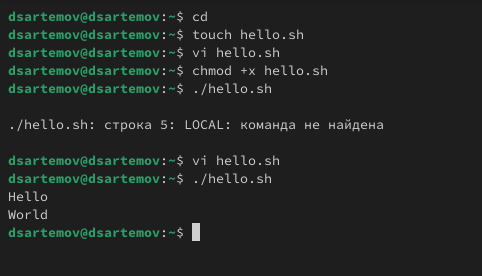 dsartemov@dsartemov:~$ cd
dsartemov@dsartemov:~$ touch hello.sh
dsartemov@dsartemov:~$ vi hello.sh
dsartemov@dsartemov:~$ chmod +x hello.sh
dsartemov@dsartemov:~$ ./hello.sh
./hello.sh: строка 5: LOCAL: команда не найдена
dsartemov@dsartemov:~$ vi hello.sh
dsartemov@dsartemov:~$ ./hello.sh
Hello
World
dsartemov@dsartemov:~$